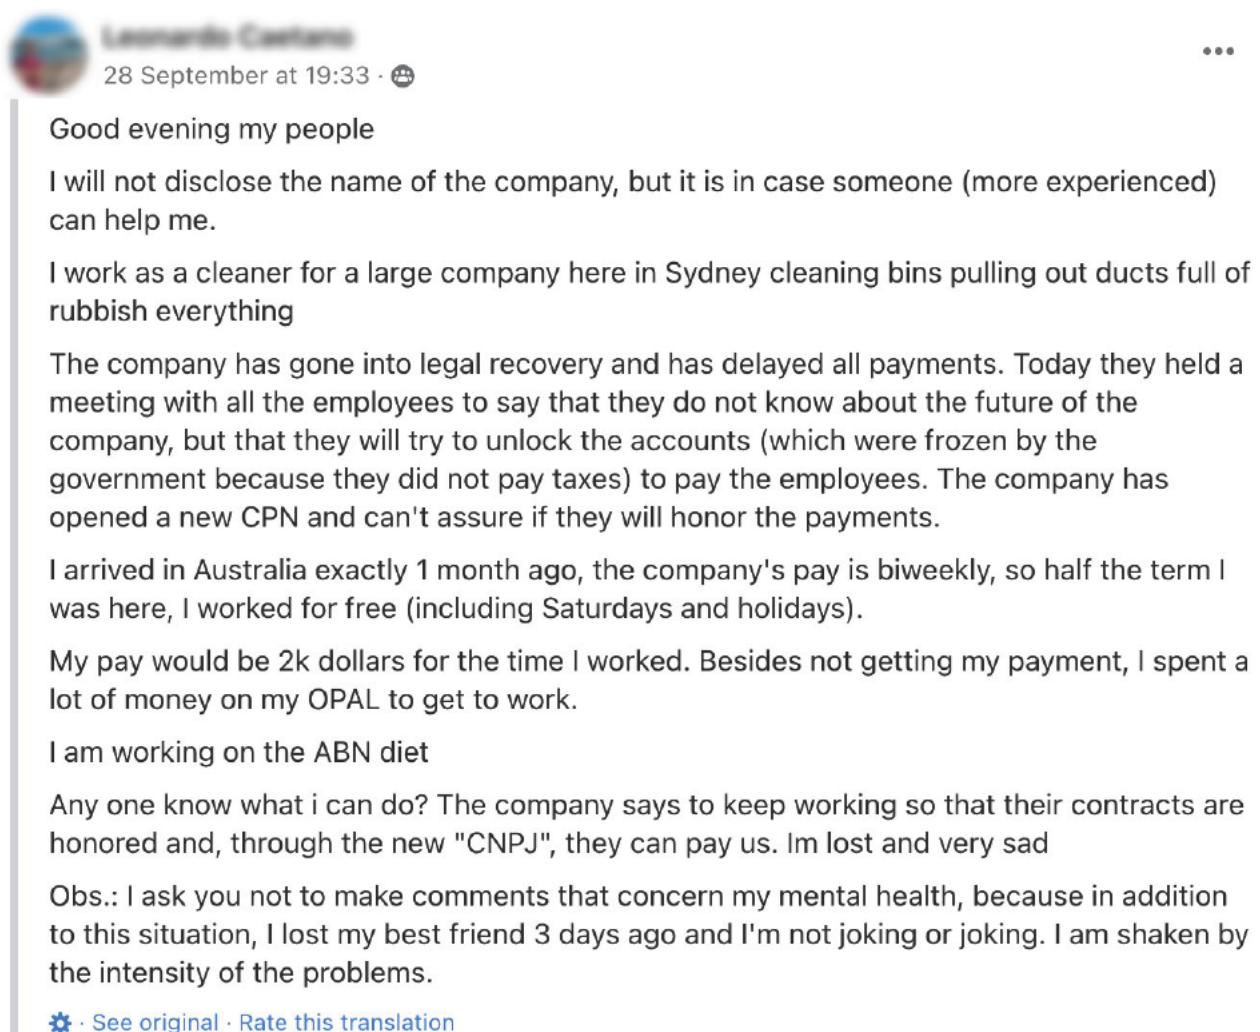 28 September at 19:33 ·
Good evening my people
I will not disclose the name of the company, but it is in case someone (more experienced)
can help me.
I work as a cleaner for a large company here in Sydney cleaning bins pulling out ducts full of
rubbish everything
The company has gone into legal recovery and has delayed all payments. Today they held a
meeting with all the employees to say that they do not know about the future of the
company, but that they will try to unlock the accounts (which were frozen by the
government because they did not pay taxes) to pay the employees. The company has
opened a new CPN and can't assure if they will honor the payments.
I arrived in Australia exactly 1 month ago, the company's pay is biweekly, so half the term I
was here, I worked for free (including Saturdays and holidays).
My pay would be 2k dollars for the time I worked. Besides not getting my payment, I spent a
lot of money on my OPAL to get to work.
I am working on the ABN diet
Any one know what i can do? The company says to keep working so that their contracts are
honored and, through the new "CNPJ", they can pay us. Im lost and very sad
Obs.: I ask you not to make comments that concern my mental health, because in addition
to this situation, I lost my best friend 3 days ago and I'm not joking or joking. I am shaken by
the intensity of the problems.
· See original · Rate this translation